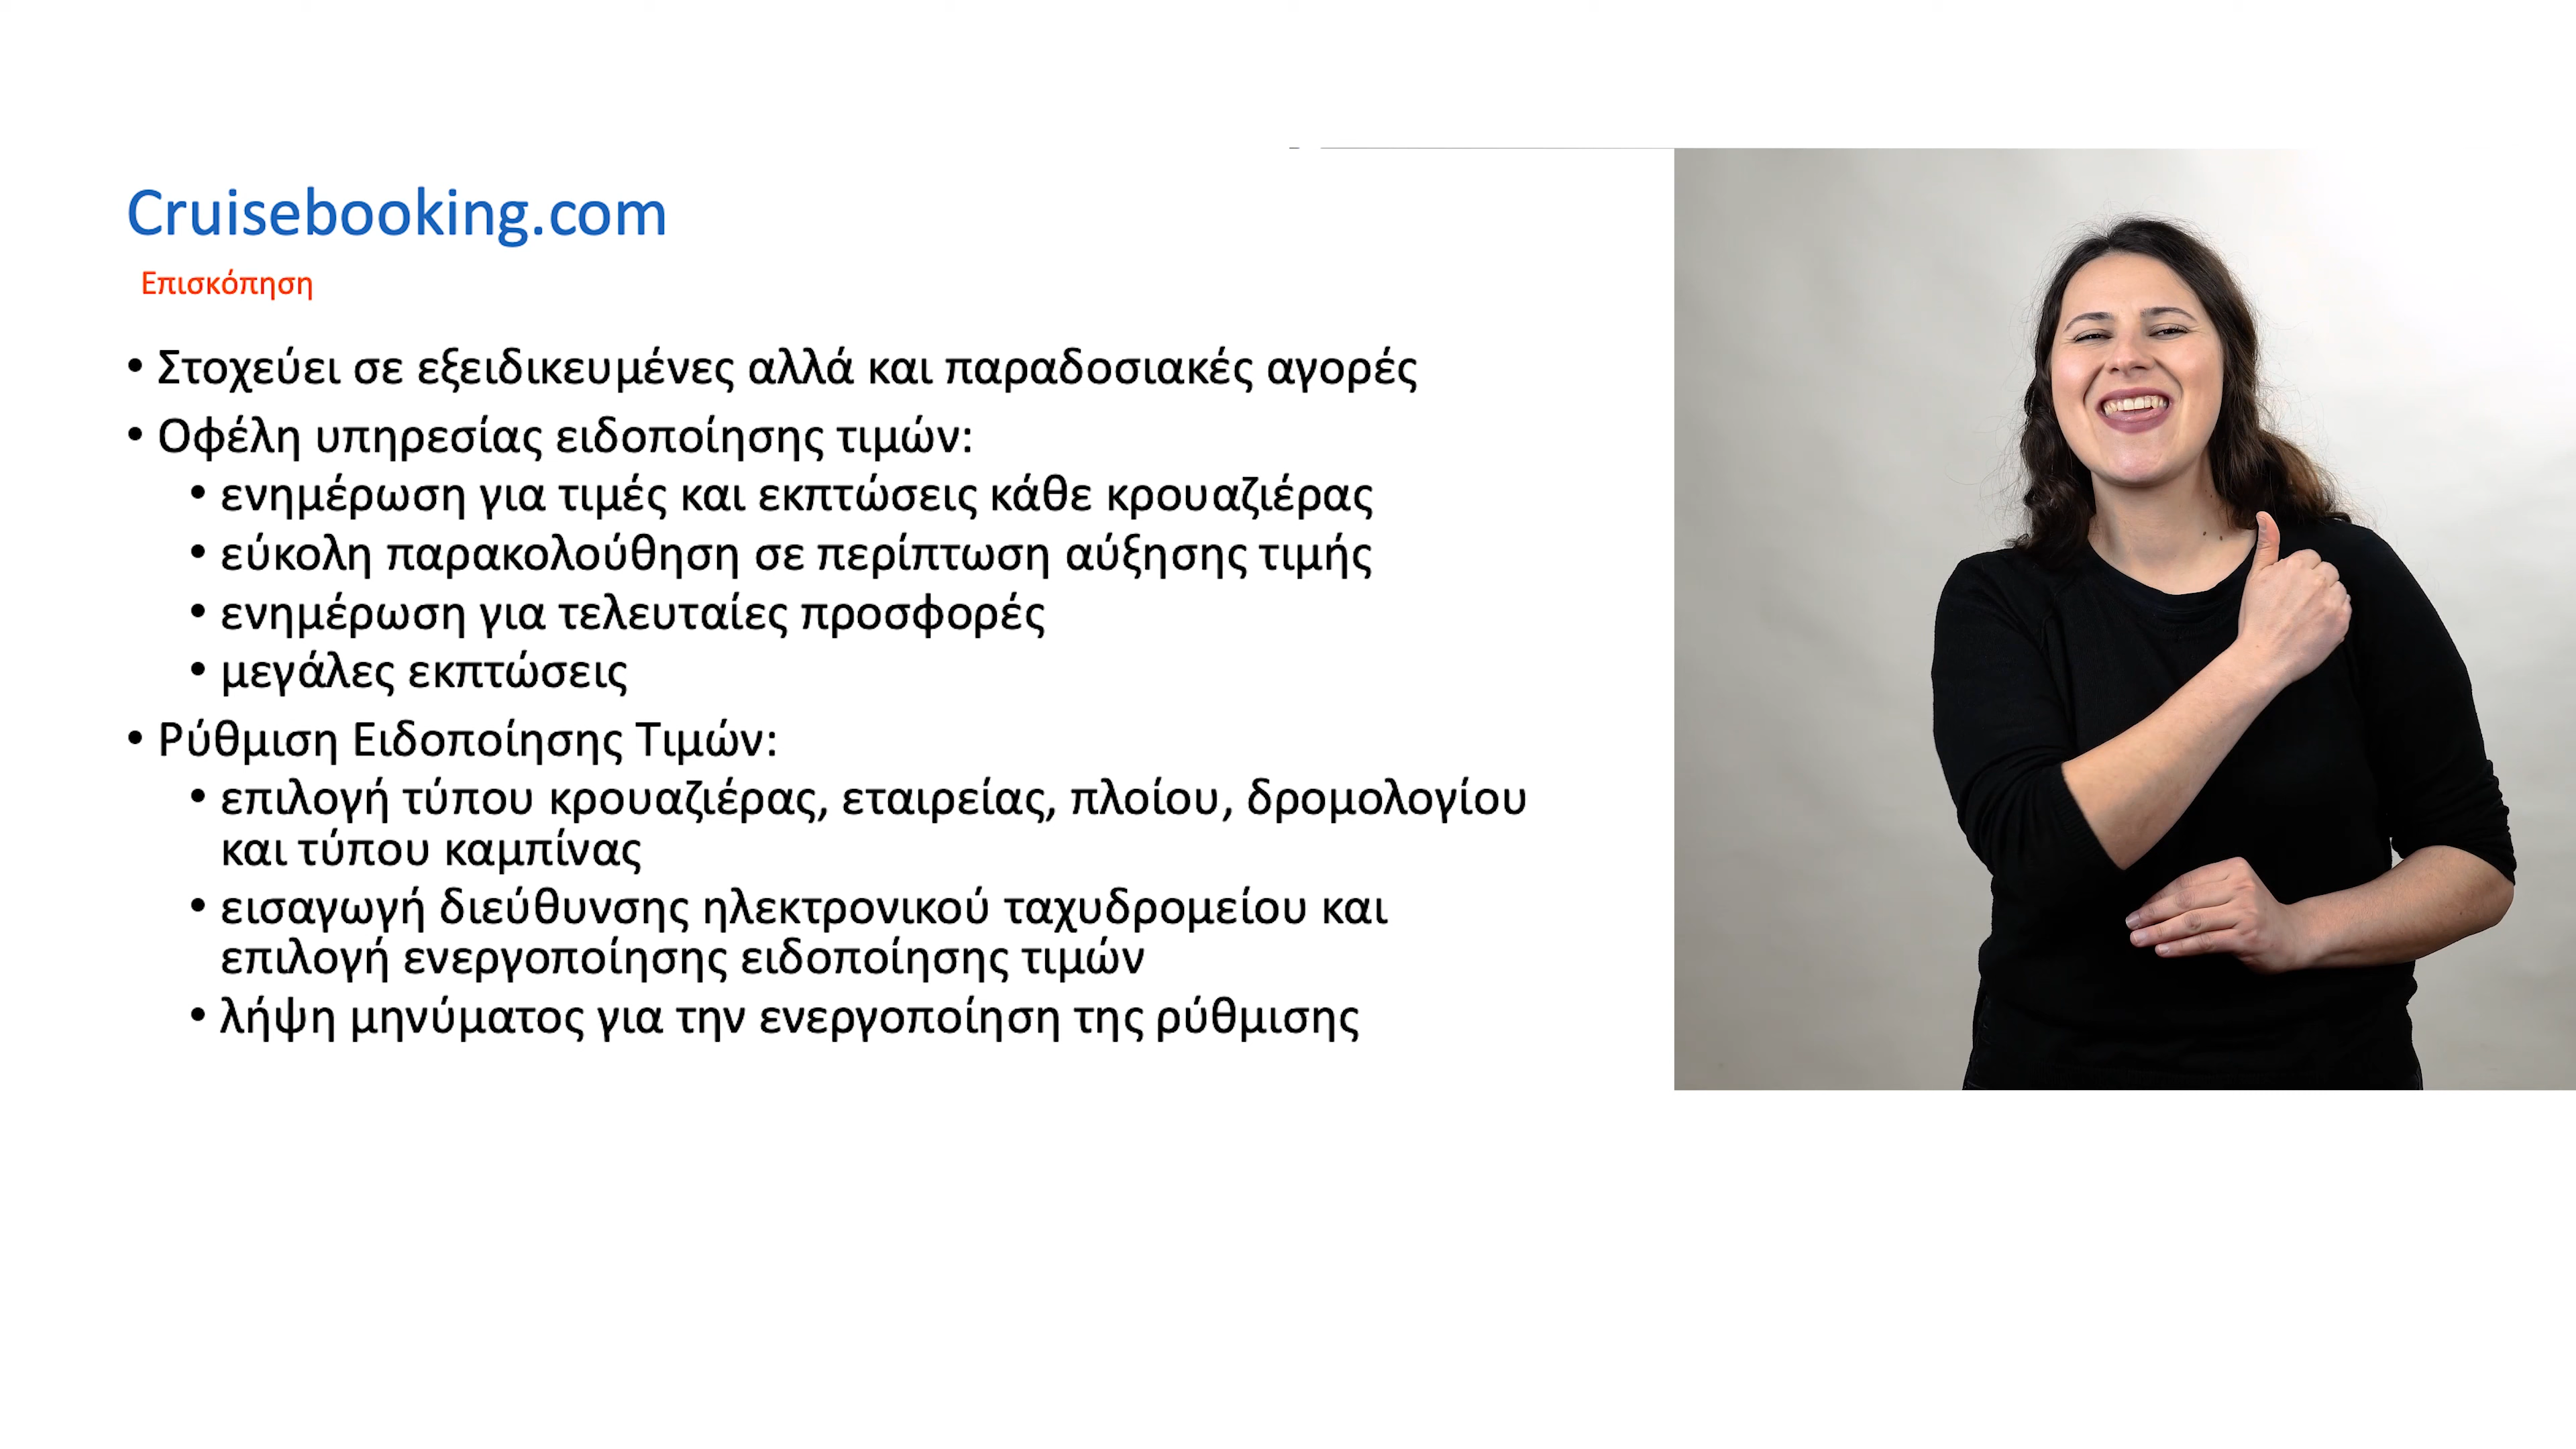 Cruisebooking.com
Επισκόπηση
• Στοχεύει σε εξειδικευμένες αλλά και παραδοσιακές αγορές
• Οφέλη υπηρεσίας ειδοποίησης τιμών:
• ενημέρωση για τιμές και εκπτώσεις κάθε κρουαζιέρας
• εύκολη παρακολούθηση σε περίπτωση αύξησης τιμής
• ενημέρωση για τελευταίες προσφορές
• μεγάλες εκπτώσεις
• Ρύθμιση Ειδοποίησης Τιμών:
• επιλογή τύπου κρουαζιέρας, εταιρείας, πλοίου, δρομολογίου
και τύπου καμπίνας
• εισαγωγή διεύθυνσης ηλεκτρονικού ταχυδρομείου και
επιλογή ενεργοποίησης ειδοποίησης τιμών
• λήψη μηνύματος για την ενεργοποίηση της ρύθμισης